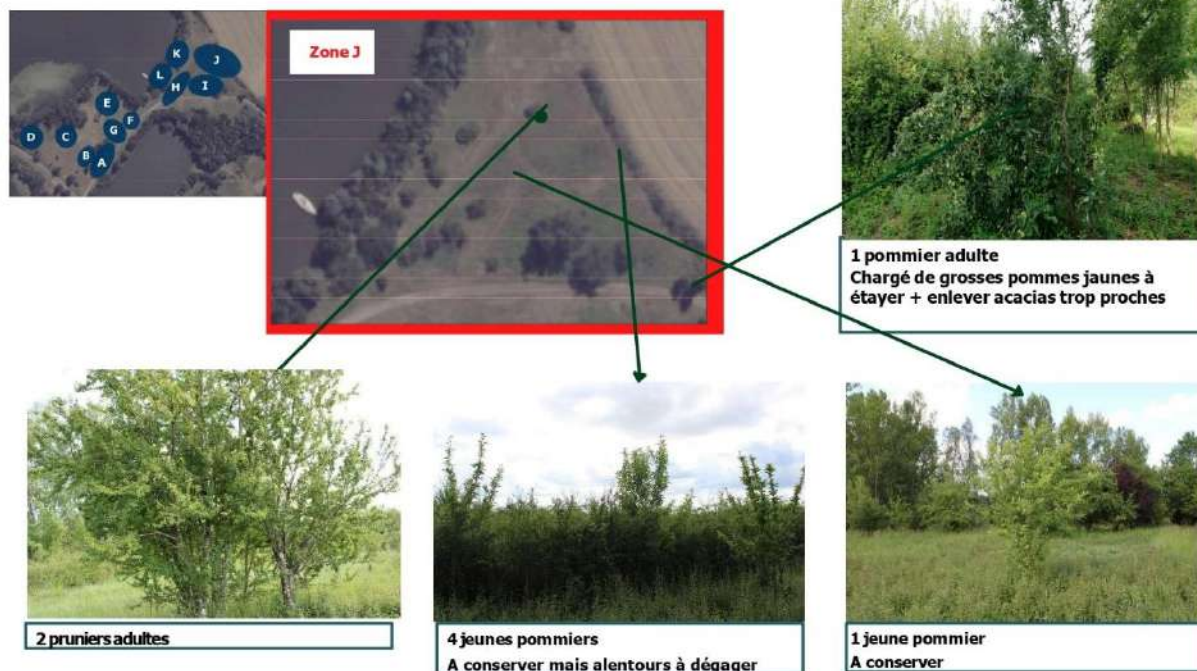 Zone J
K
J
L
H
I
E
F
D
C
G
B
A
1 pommier adulte
Chargé de grosses pommes jaunes à
étayer + enlever acacias trop proches
2 pruniers adultes
4 jeunes pommiers
A conserver mais alentours à dégager
1 jeune pommier
A conserver